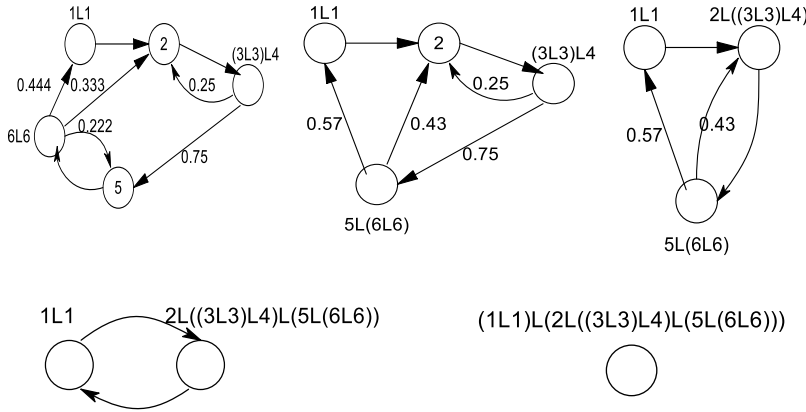 1L1
2
(3L3)L4
0.444
0.333
0.25
6L6
0.222
0.75
5
1L1
2
(3L3)L4
0.25
0.57
0.43
0.75
5L(6L6)
1L1
2L((3L3)L4)
0.57
0.43
5L(6L6)
1L1
2L((3L3)L4)L(5L(6L6))
(1L1)L(2L((3L3)L4)L(5L(6L6)))